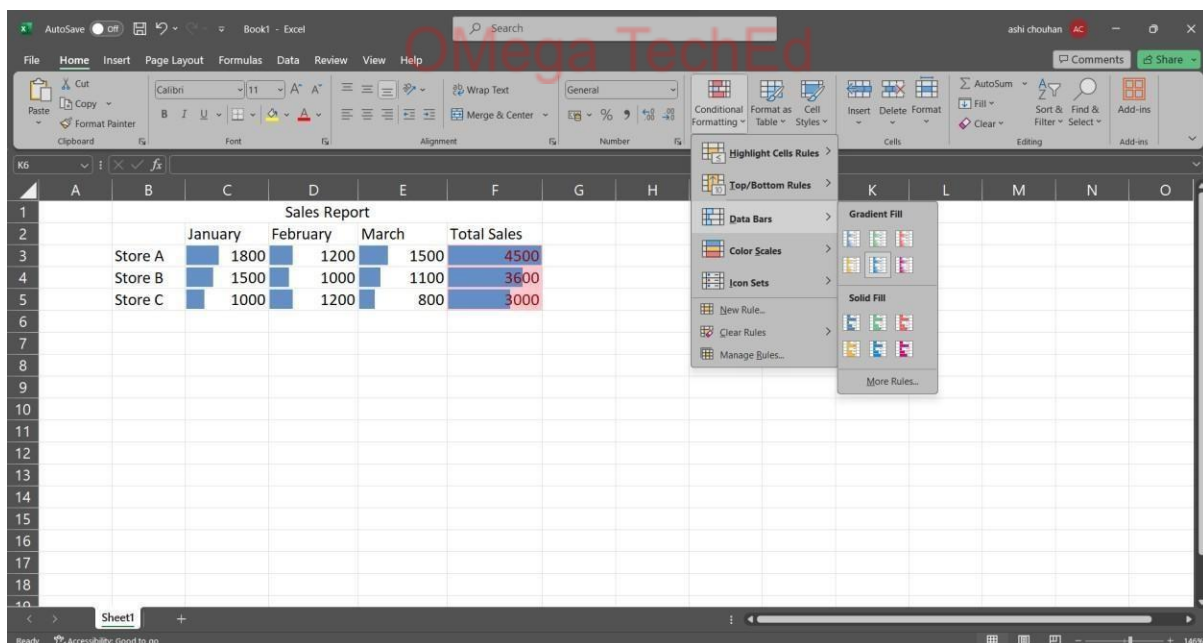 AutoSave Off Book1 - Excel Search ashi chouhan AC
OMega TechEd
File Home Insert Page Layout Formulas Data Review View Help Comments Share
Paste Cut Copy Format Painter
Calibri 11 A^ Aˇ
B I U A
Wrap Text
Merge & Center
General
% 9
Conditional Formatting Format as Table Cell Styles
Insert Delete Format
AutoSum Fill Clear
Sort & Filter Find & Select
Add-ins
Clipboard Font Alignment Number Cells Editing Add-ins
K6 fx
A B C D E F G H K L M N O
1 Sales Report
2 January February March Total Sales
3 Store A 1800 1200 1500 4500
4 Store B 1500 1000 1100 3600
5 Store C 1000 1200 800 3000
6
7
8
9
10
11
12
13
14
15
16
17
18
19
Highlight Cells Rules
Top/Bottom Rules
Data Bars
Color Scales
Icon Sets
New Rule...
Clear Rules
Manage Rules...
Gradient Fill
Solid Fill
More Rules...
Sheet1 +
Ready Accessibility: Good to go 146%